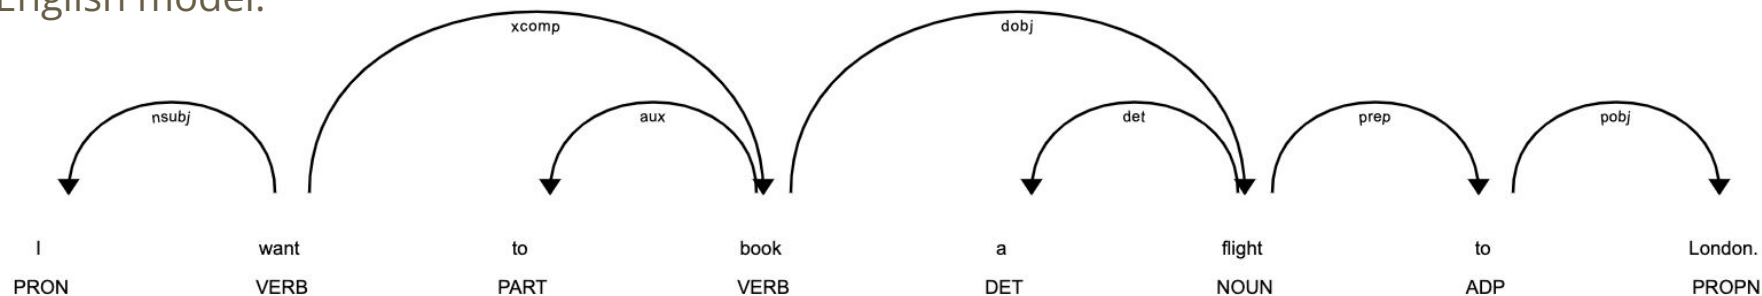 English model:
xcomp dobj
nsubj aux det prep pobj
I want to book a flight to London.
PRON VERB PART VERB DET NOUN ADP PROPN